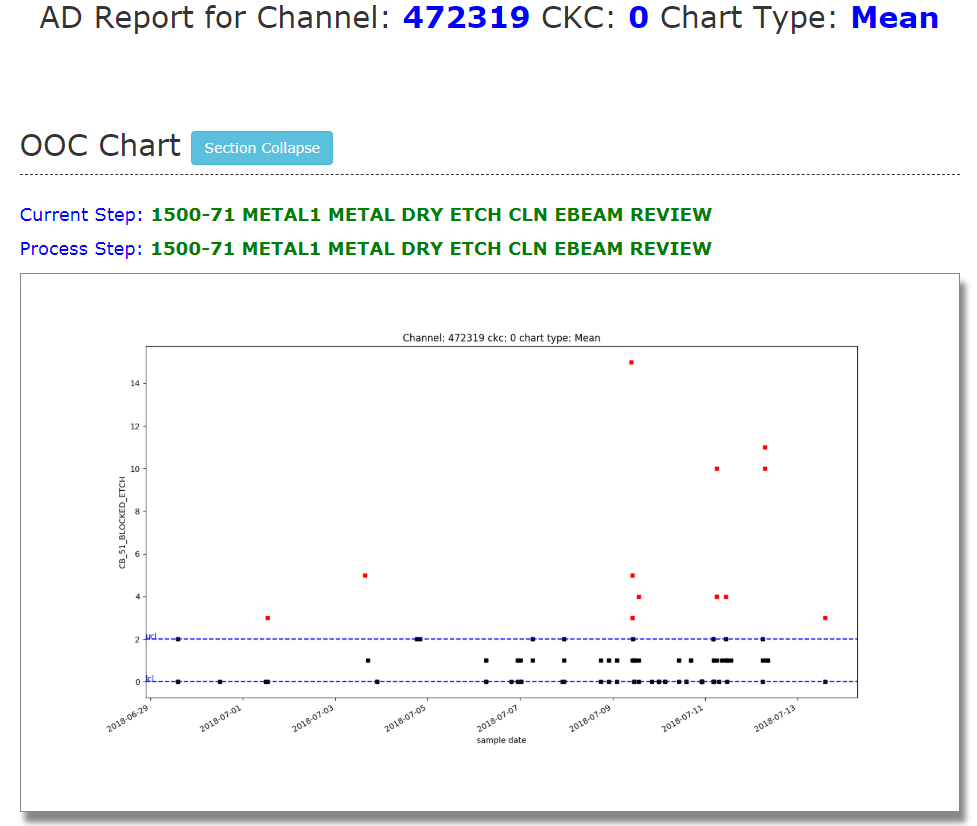 AD Report for Channel: 472319 CKC: 0 Chart Type: Mean
OOC Chart Section Collapse
Current Step: 1500-71 METAL1 METAL DRY ETCH CLN EBEAM REVIEW
Process Step: 1500-71 METAL1 METAL DRY ETCH CLN EBEAM REVIEW
Channel: 472319 ckc: 0 chart type: Mean
14
12
10
8
6
4
2
0
CB_51_BLOCKED_ETCH
ucl
lcl
2018-06-29
2018-07-01
2018-07-03
2018-07-05
2018-07-07
2018-07-09
2018-07-11
2018-07-13
sample date